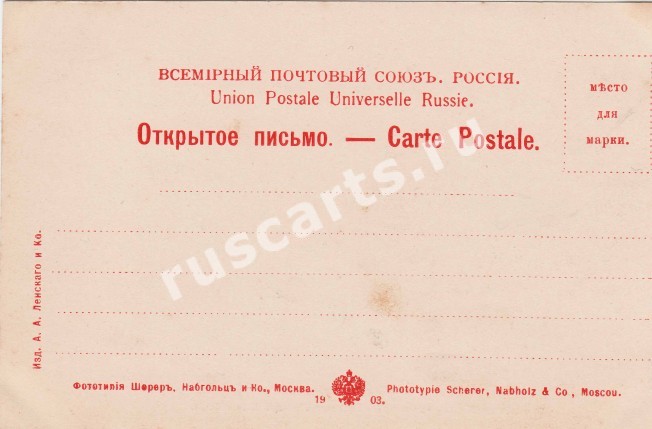 ВСЕМІРНЫЙ ПОЧТОВЫЙ СОЮЗЪ. РОССІЯ.
Union Postale Universelle Russie.
Открытое письмо. — Carte Postale.
мѣсто
для
марки.
ruscarts.ru
Изд. А. А. Ленскаго и Ко.
Фототипія Шереръ, Набгольцъ и Ко., Москва.
Phototypie Scherer, Nabholz & Co., Moscou.
19 03.